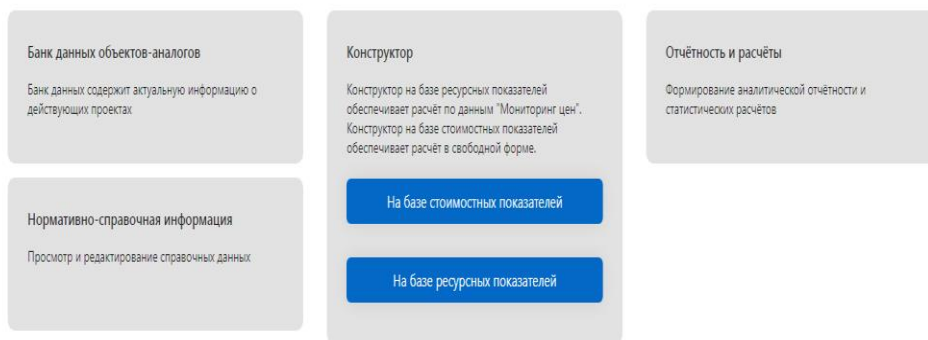 Банк данных объектов-аналогов
Банк данных содержит актуальную информацию о
действующих проектах
Нормативно-справочная информация
Просмотр и редактирование справочных данных
Конструктор
Конструктор на базе ресурсных показателей
обеспечивает расчёт по данным "Мониторинг цен".
Конструктор на базе стоимостных показателей
обеспечивает расчёт в свободной форме.
На базе стоимостных показателей
На базе ресурсных показателей
Отчётность и расчёты
Формирование аналитической отчётности и
статистических расчётов